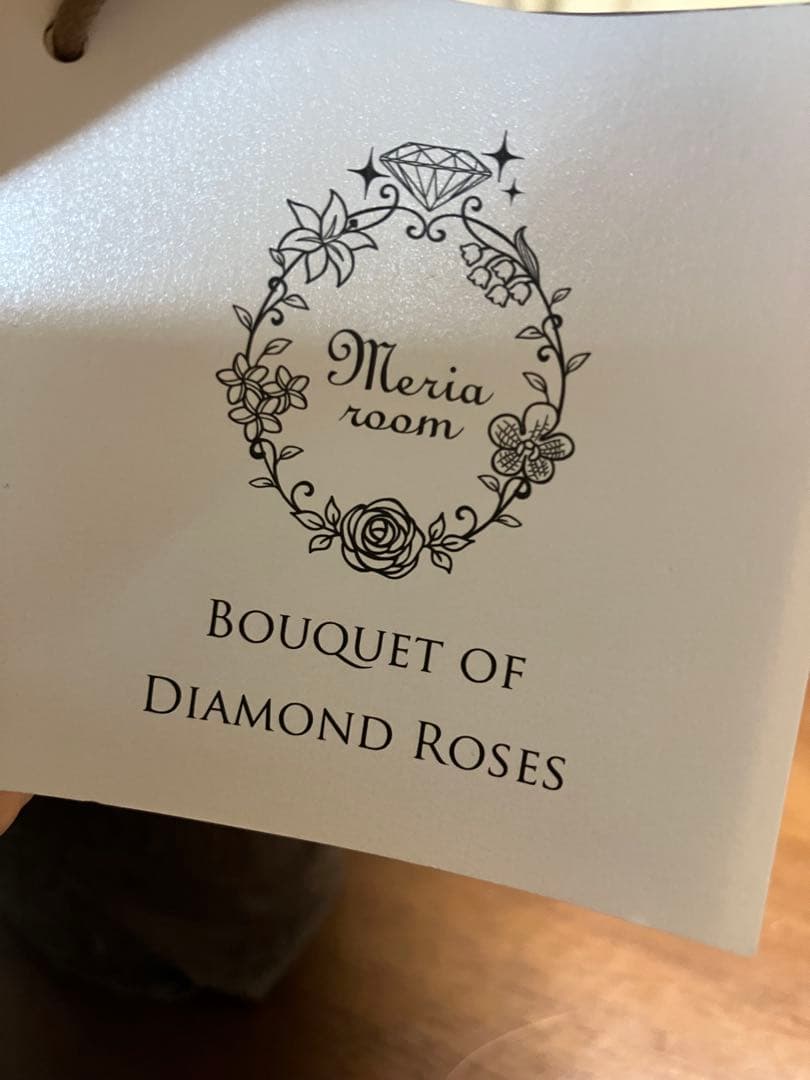 Meria
room
BOUQUET OF
DIAMOND ROSES